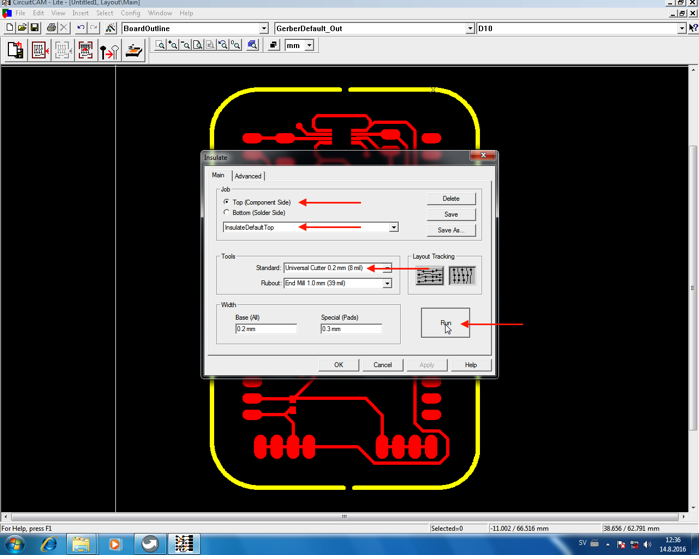 CircuitCAM - Lite - [Untitled1, Layout\Main]
File Edit View Insert Select Config Window Help
BoardOutline GerberDefault_Out D10
mm
Insulate
Main Advanced
Job
Top (Component Side) Delete
Bottom (Solder Side) Save
InsulateDefaultTop Save As...
Tools Layout Tracking
Standard: Universal Cutter 0.2 mm (8 mil)
Rubout: End Mill 1.0 mm (39 mil)
Width
Base (All) Special (Pads) Run
0.2 mm 0.3 mm
OK Cancel Apply Help
For Help, press F1 Selected=0 -11.002 / 66.516 mm 38.656 / 62.791 mm
SV 12:36
14.8.2016